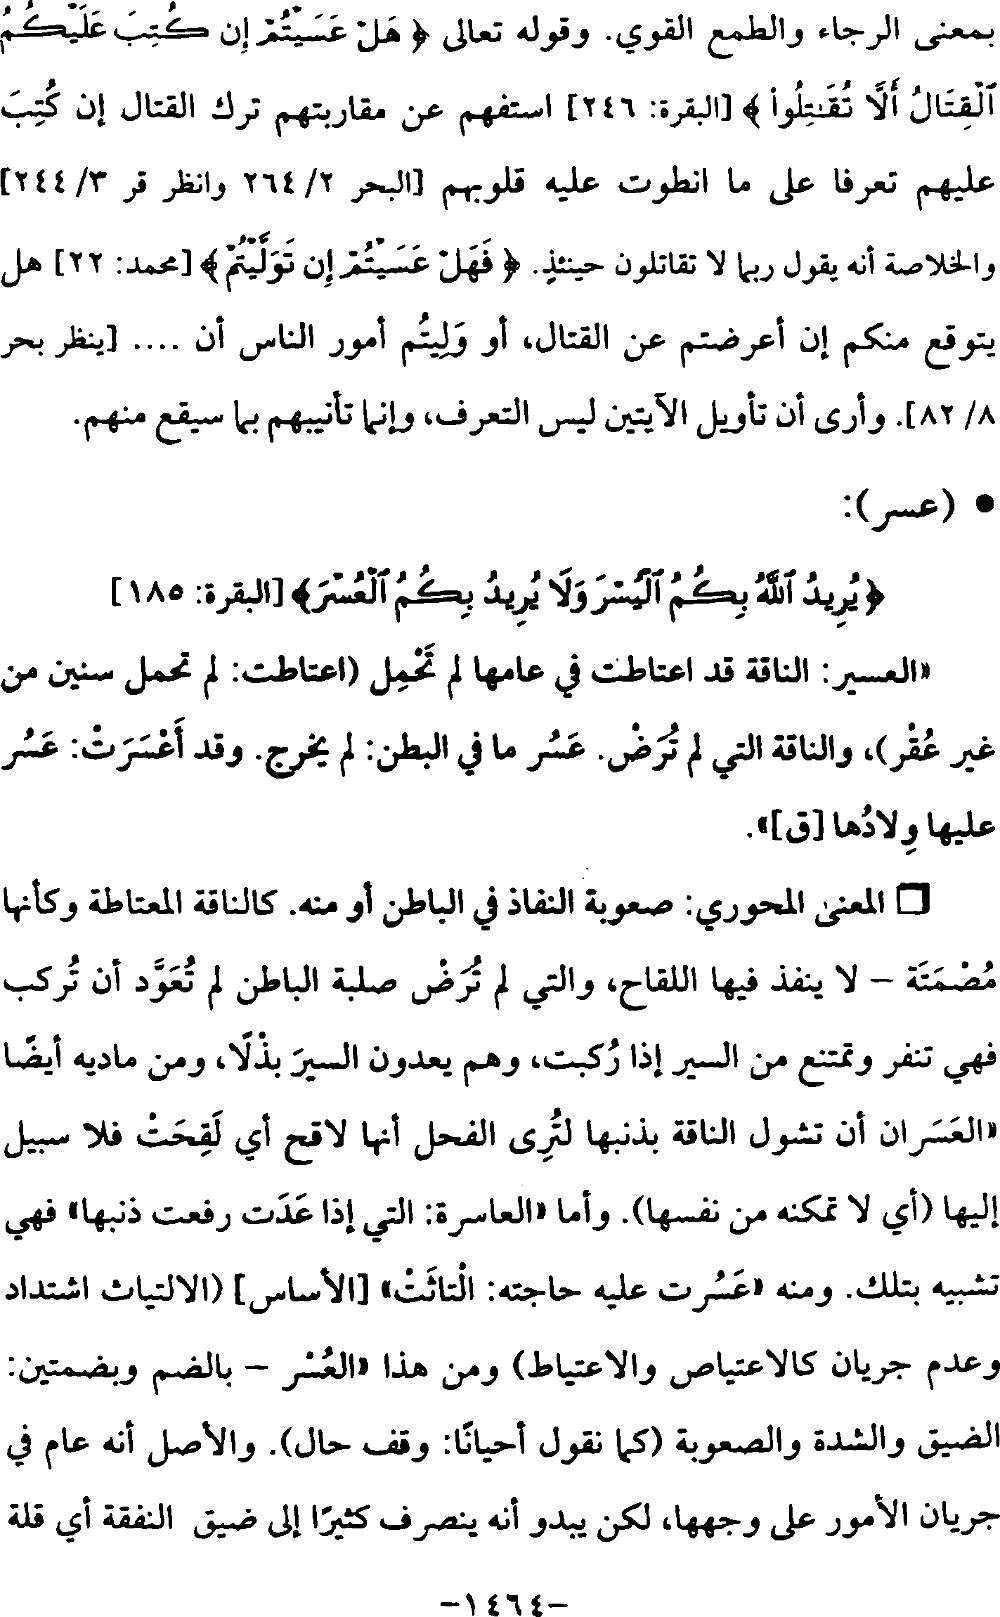 بمعنى الرجاء والطمع القوي. وقوله تعالى ﴿ هَلْ عَسَيْتُمْ إِن كُتِبَ عَلَيْكُمُ
ٱلْقِتَالُ أَلَّا تُقَٰتِلُوا۟ ﴾ [البقرة: ٢٤٦] استفهم عن مقاربتهم ترك القتال إن كُتِبَ
عليهم تعرفا على ما انطوت عليه قلوبهم [البحر ٢/ ٢٦٤ وانظر قر ٣/ ٢٤٤]
والخلاصة أنه يقول ربما لا تقاتلون حينئذٍ. ﴿ فَهَلْ عَسَيْتُمْ إِن تَوَلَّيْتُمْ ﴾ [محمد: ٢٢] هل
يتوقع منكم إن أعرضتم عن القتال، أو وَلِيتُم أمور الناس أن .... [ينظر بحر
٨/ ٨٢]. وأرى أن تأويل الآيتين ليس التعرف، وإنما تأنيبهم بما سيقع منهم.
• (عسر):
﴿ يُرِيدُ ٱللَّهُ بِكُمُ ٱلْيُسْرَ وَلَا يُرِيدُ بِكُمُ ٱلْعُسْرَ﴾ [البقرة: ١٨٥]
«العسير: الناقة قد اعتاطت في عامها لم تَحْمِل (اعتاطت: لم تحمل سنين من
غير عُقْر)، والناقة التي لم تُرَضْ. عَسُر ما في البطن: لم يخرج. وقد أَعْسَرَتْ: عَسُر
عليها وِلادُها [ق]».
❒ المعنى المحوري: صعوبة النفاذ في الباطن أو منه. كالناقة المعتاطة وكأنها
مُصْمَتَة – لا ينفذ فيها اللقاح، والتي لم تُرَضْ صلبة الباطن لم تُعَوَّد أن تُركب
فهي تنفر وتمتنع من السير إذا رُكبت، وهم يعدون السيرَ بذْلًا، ومن ماديه أيضًا
«العَسَران أن تشول الناقة بذنبها لتُرِى الفحل أنها لاقح أي لَقِحَتْ فلا سبيل
إليها (أي لا تمكنه من نفسها). وأما «العاسرة: التي إذا عَدَت رفعت ذنبها» فهي
تشبيه بتلك. ومنه «عَسُرت عليه حاجته: الْتاثَتْ» [الأساس] (الالتياث اشتداد
وعدم جريان كالاعتياص والاعتياط) ومن هذا «العُسْر – بالضم وبضمتين:
الضيق والشدة والصعوبة (كما نقول أحيانًا: وقف حال). والأصل أنه عام في
جريان الأمور على وجهها، لكن يبدو أنه ينصرف كثيرًا إلى ضيق النفقة أي قلة
-١٤٦٤-